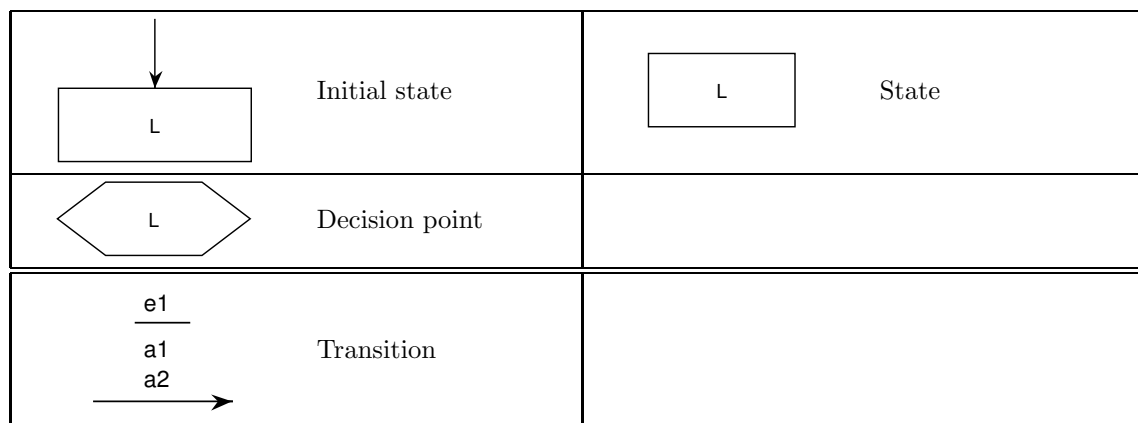 L
Initial state
L
State
L
Decision point
e1
a1
a2
Transition